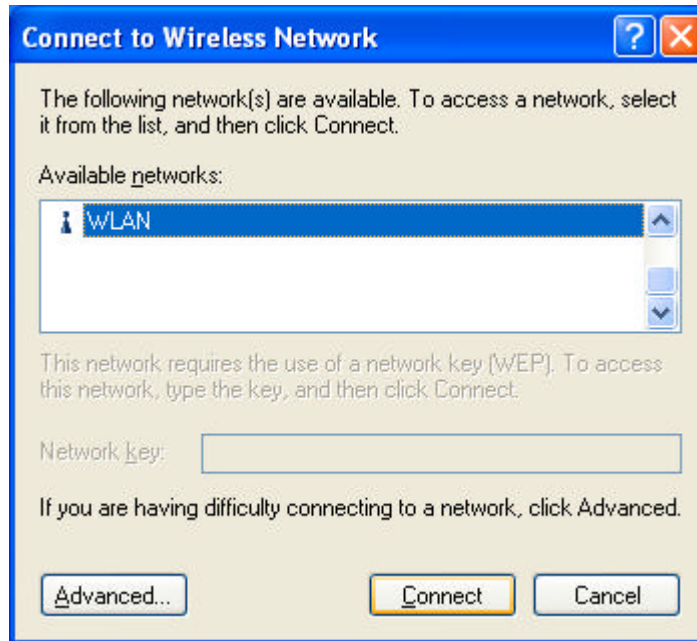 Connect to Wireless Network
The following network(s) are available. To access a network, select
it from the list, and then click Connect.
Available networks:
WLAN
This network requires the use of a network key (WEP). To access
this network, type the key, and then click Connect.
Network key:
If you are having difficulty connecting to a network, click Advanced.
Advanced... Connect Cancel